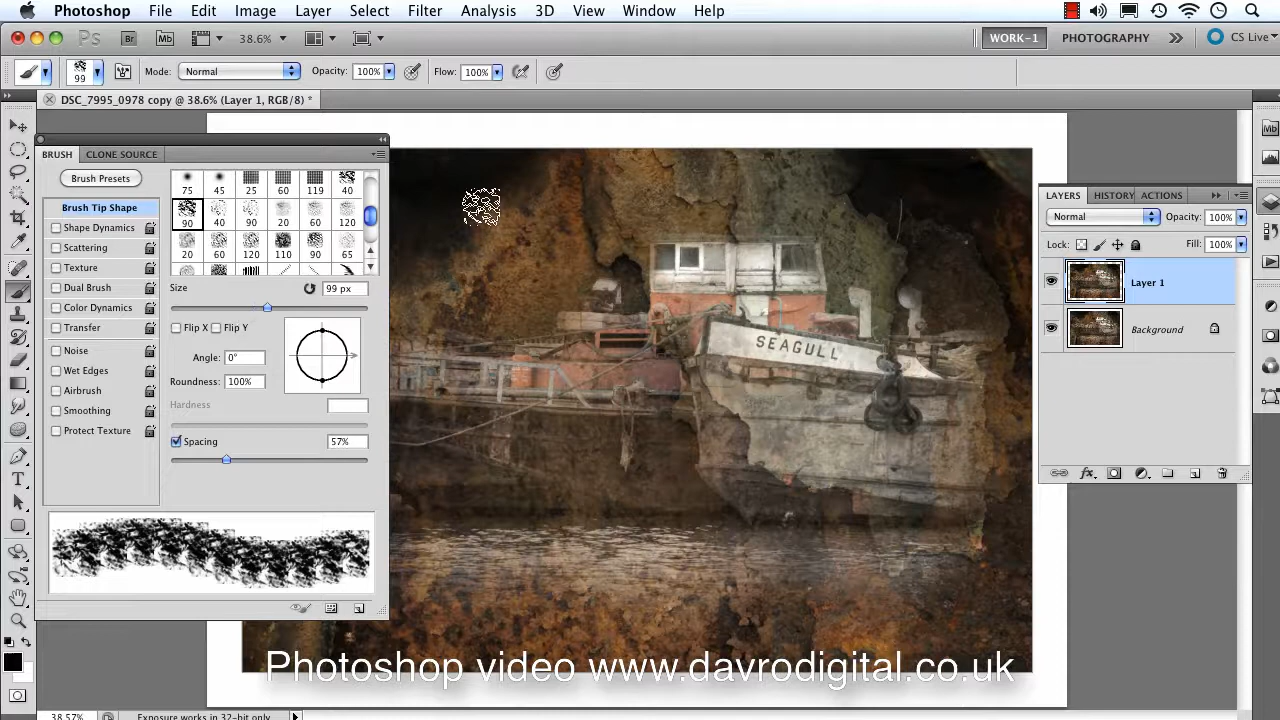 Photoshop File Edit Image Layer Select Filter Analysis 3D View Window Help
Ps Br Mb 38.6% WORK-1 PHOTOGRAPHY CS Live
99 Mode: Normal Opacity: 100% Flow: 100%
DSC_7995_0978 copy @ 38.6% (Layer 1, RGB/8) *
BRUSH CLONE SOURCE
Brush Presets
75 45 25 60 119 40
90 40 90 20 60 120
20 60 120 110 90 65
Brush Tip Shape
Shape Dynamics
Scattering
Texture
Dual Brush
Color Dynamics
Transfer
Noise
Wet Edges
Airbrush
Smoothing
Protect Texture
Size 99 px
Flip X Flip Y
Angle: 0°
Roundness: 100%
Hardness
Spacing 57%
SEAGULL
Mb
LAYERS HISTORY ACTIONS
Normal Opacity: 100%
Lock: Fill: 100%
Layer 1
Background
fx
Photoshop video www.davrodigital.co.uk
38.57% Exposure works in 32-bit only